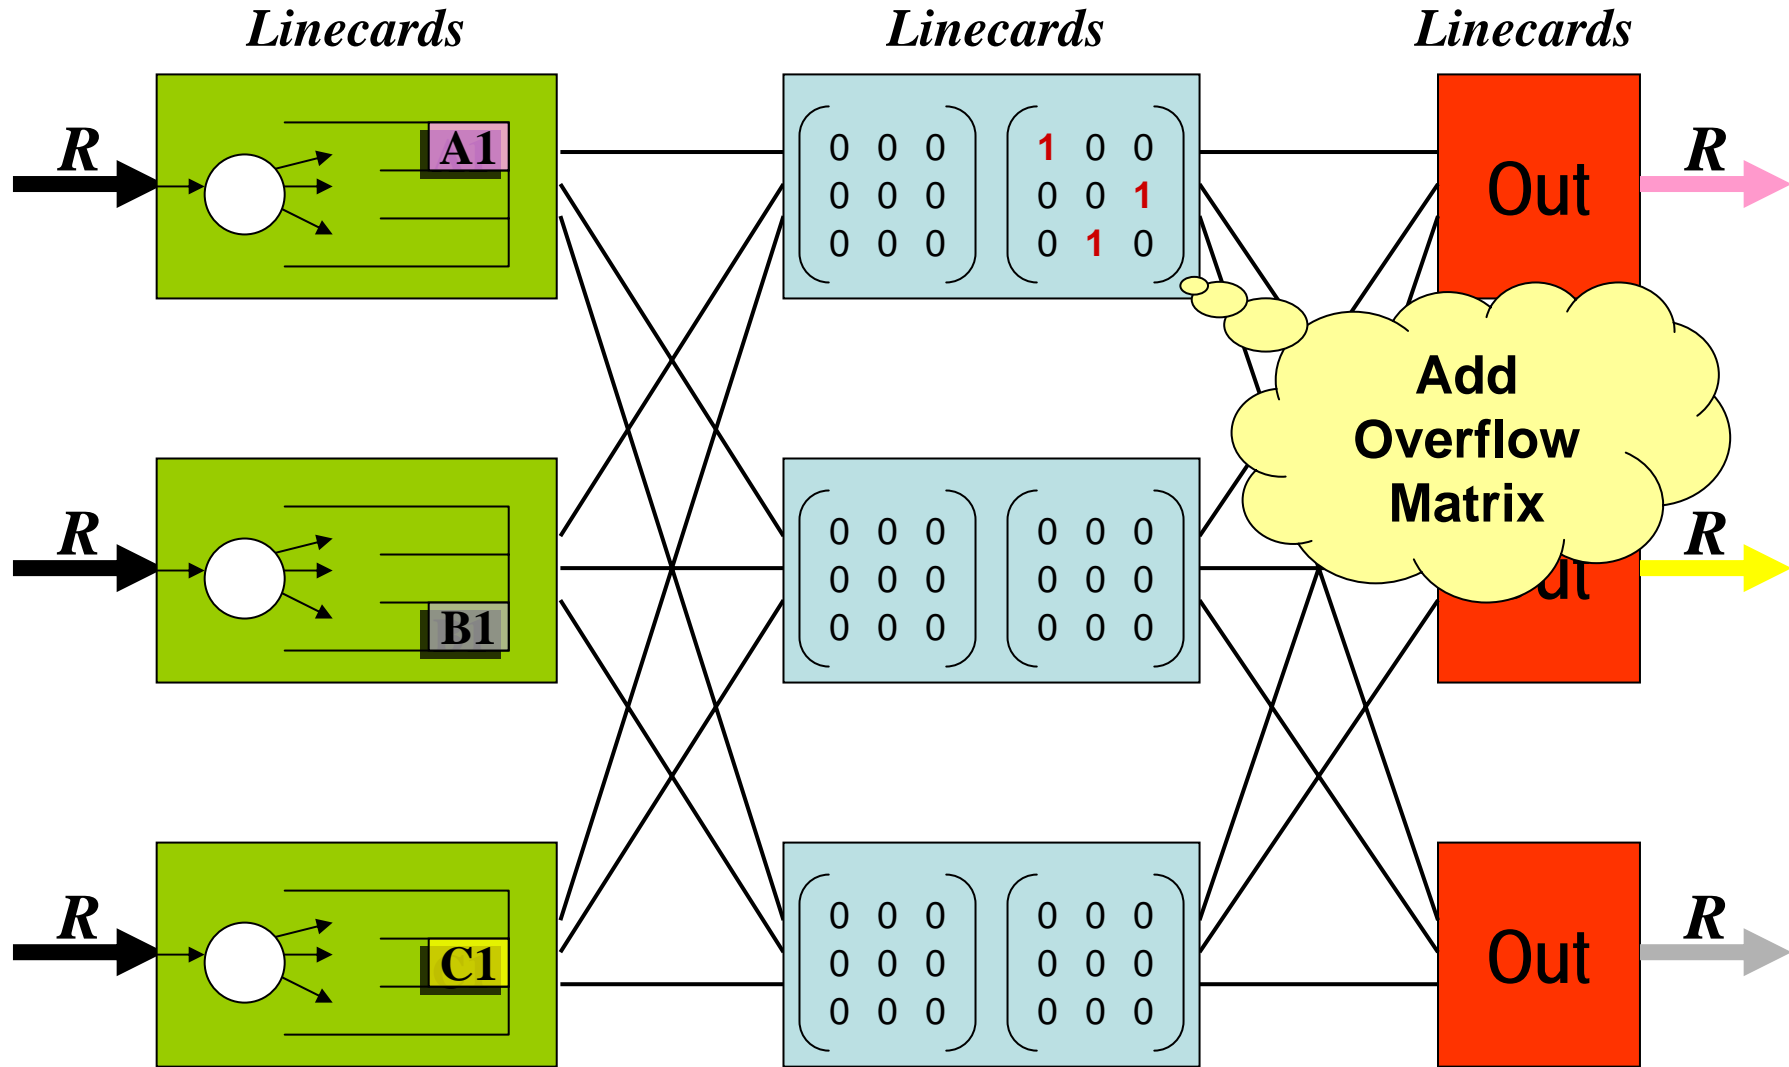 Linecards Linecards Linecards
R A1 0 0 0 1 0 0 Out R
0 0 0 0 0 1
0 0 0 0 1 0
Add
Overflow
Matrix
R 0 0 0 0 0 0 R
0 0 0 0 0 0 ut
B1 0 0 0 0 0 0
R 0 0 0 0 0 0 R
C1 0 0 0 0 0 0 Out
0 0 0 0 0 0